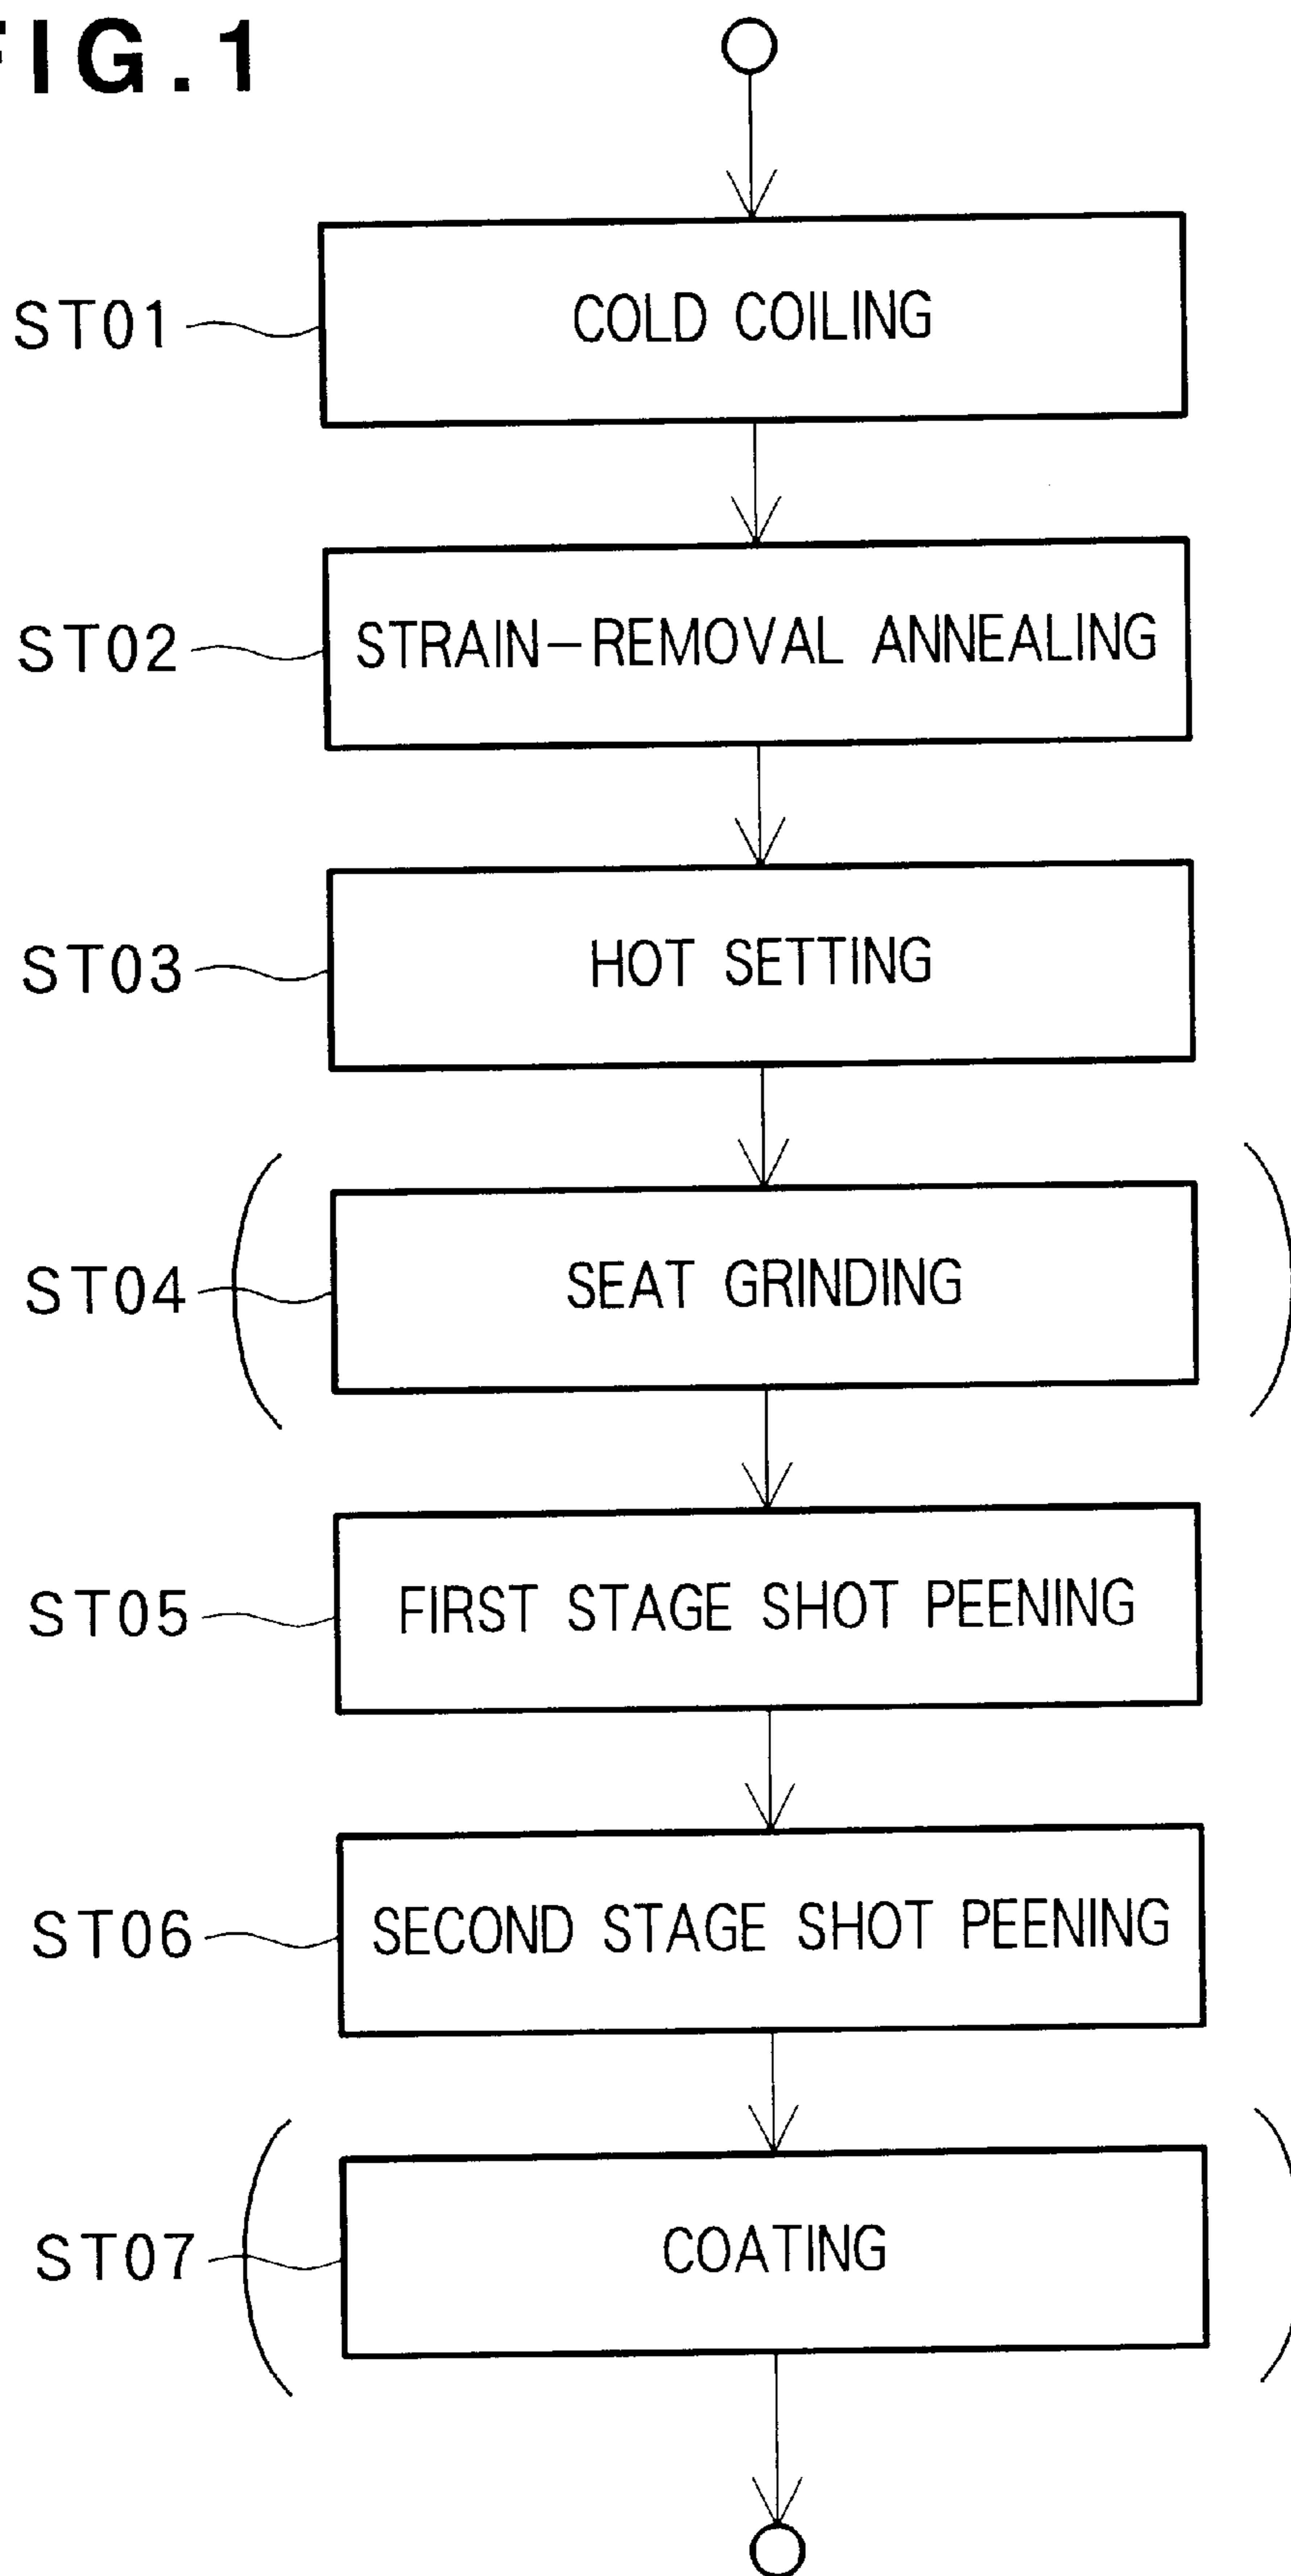 FIG.1
ST01
COLD COILING
ST02
STRAIN-REMOVAL ANNEALING
ST03
HOT SETTING
ST04
SEAT GRINDING
ST05
FIRST STAGE SHOT PEENING
ST06
SECOND STAGE SHOT PEENING
ST07
COATING